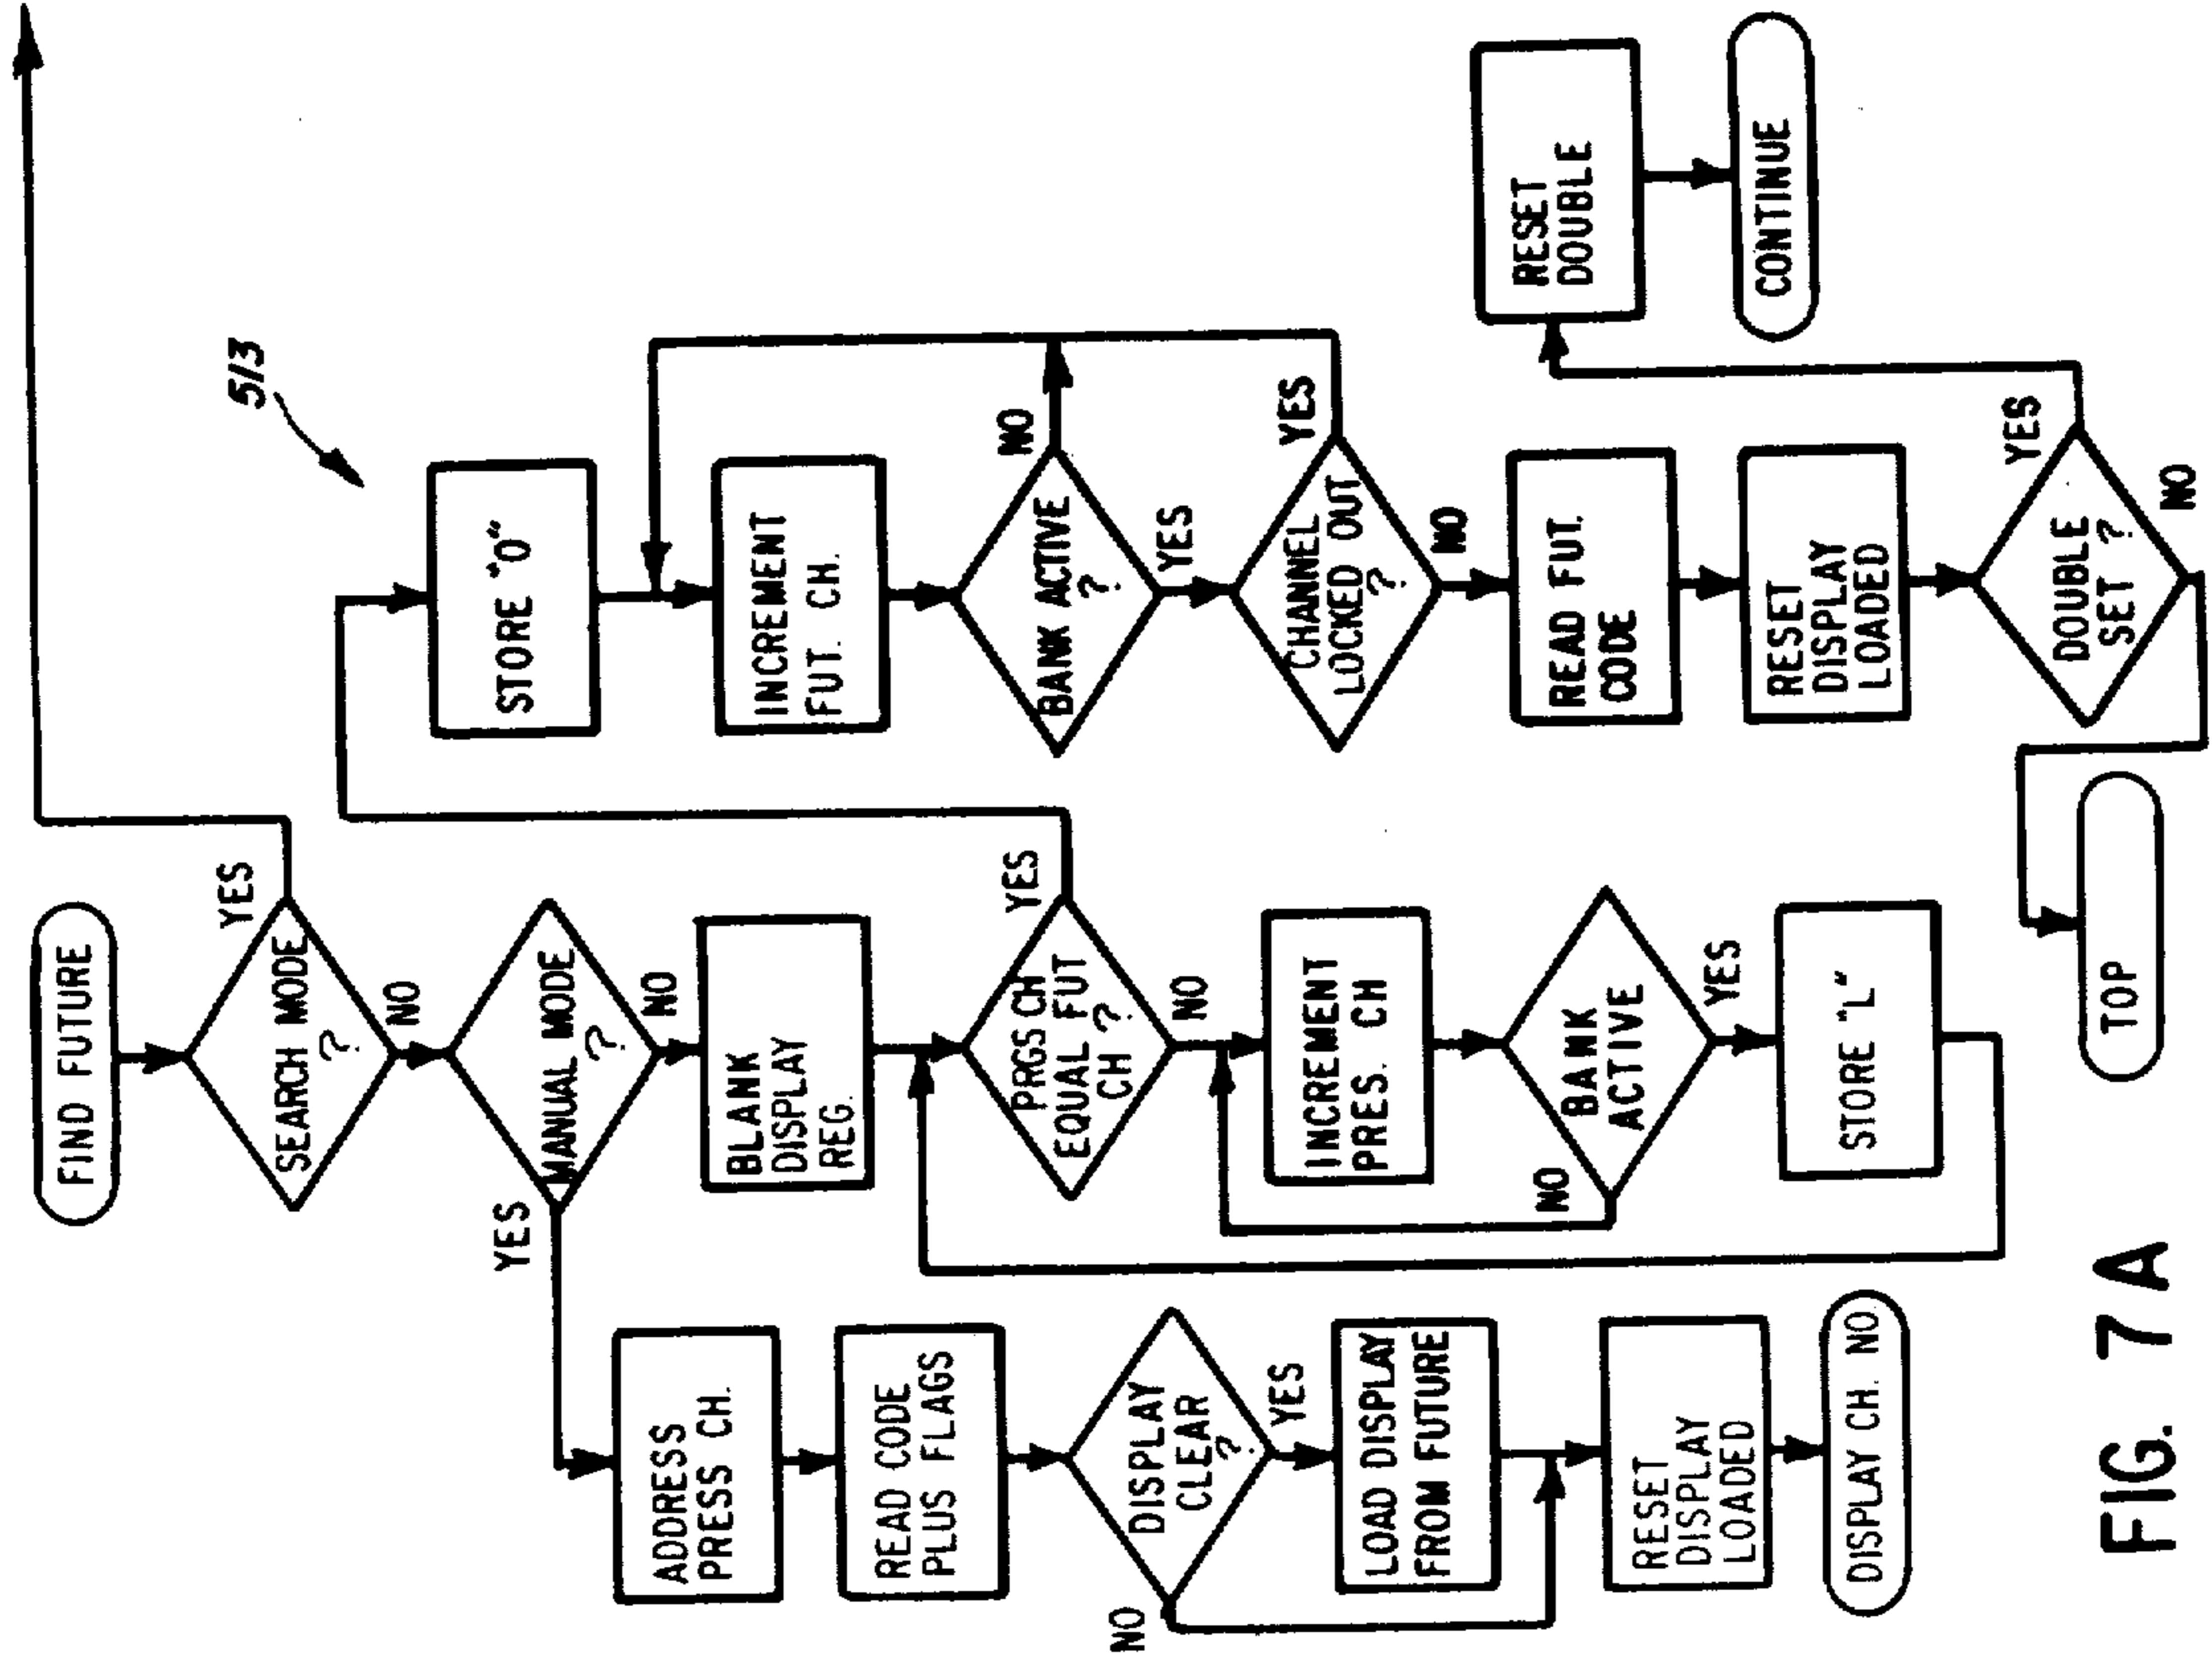 FIND FUTURE
SEARCH MODE
?
YES
NO
MANUAL MODE
?
YES
NO
ADDRESS
PRESS CH.
READ CODE
PLUS FLAGS
DISPLAY
CLEAR
?
NO
YES
LOAD DISPLAY
FROM FUTURE
RESET
DISPLAY
LOADED
DISPLAY CH. NO
BLANK
DISPLAY
REG.
PRGS CH
EQUAL FUT
CH ?
YES
NO
INCREMENT
PRES. CH
BANK
ACTIVE
NO
YES
STORE "L"
513
STORE "0"
INCREMENT
FUT. CH.
BANK ACTIVE
?
NO
YES
CHANNEL
LOCKED OUT
?
YES
NO
READ FUT.
CODE
RESET
DISPLAY
LOADED
DOUBLE
SET ?
YES
NO
TOP
RESET
DOUBLE
CONTINUE
FIG. 7A